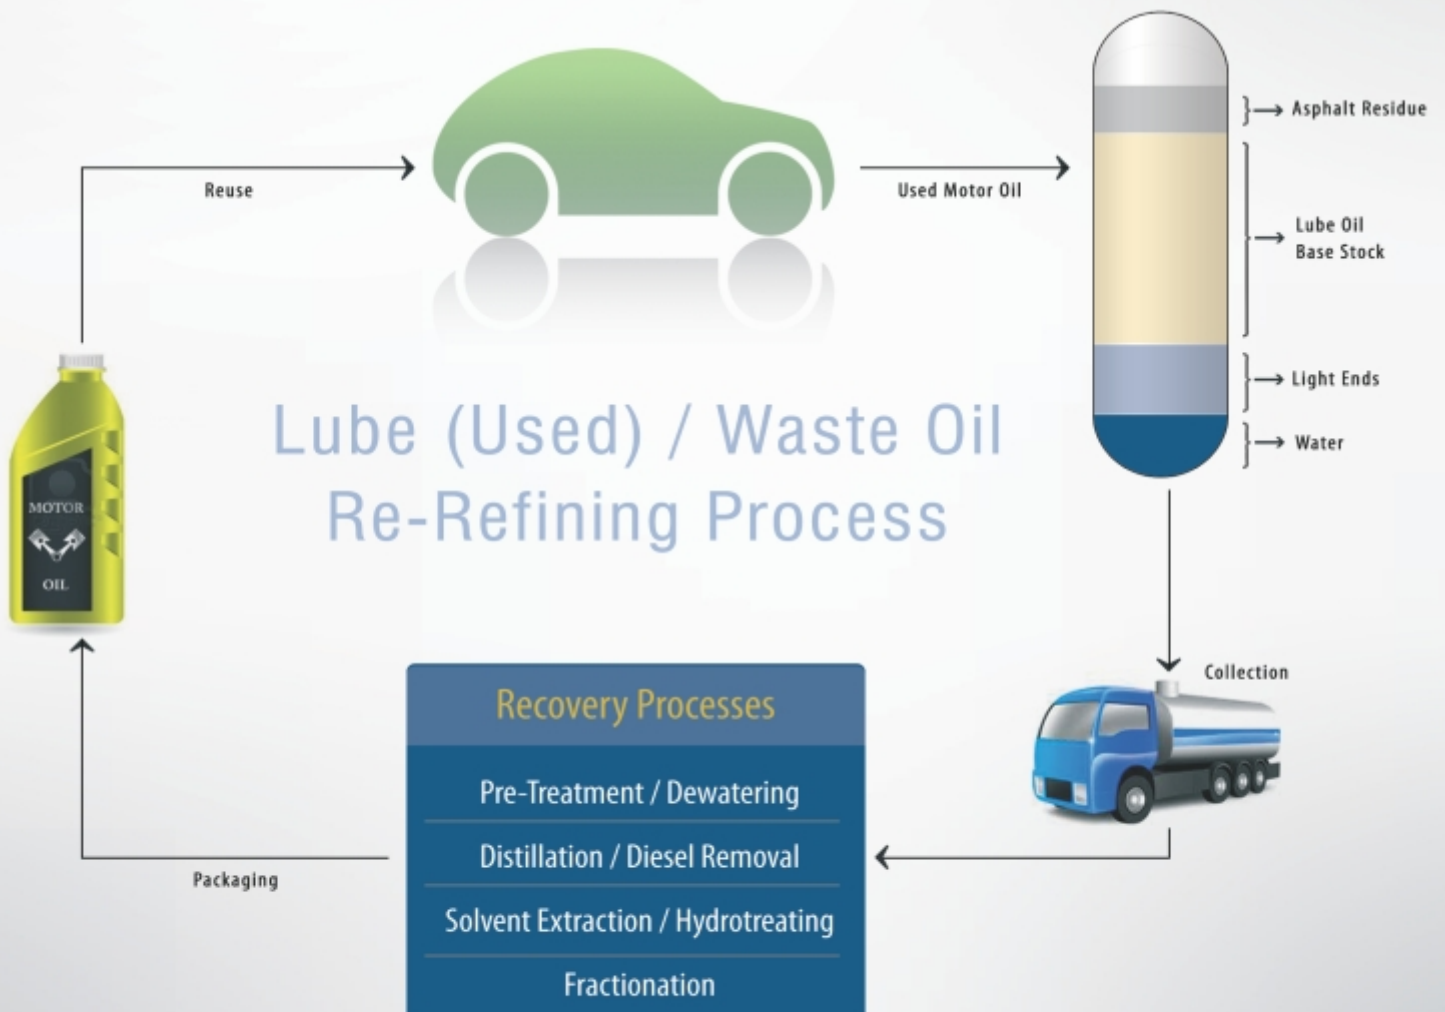 Asphalt Residue
Reuse
Used Motor Oil
Lube Oil
Base Stock
Light Ends
Water
Lube (Used) / Waste Oil
Re-Refining Process
MOTOR
OIL
Collection
Recovery Processes
Pre-Treatment / Dewatering
Distillation / Diesel Removal
Solvent Extraction / Hydrotreating
Fractionation
Packaging